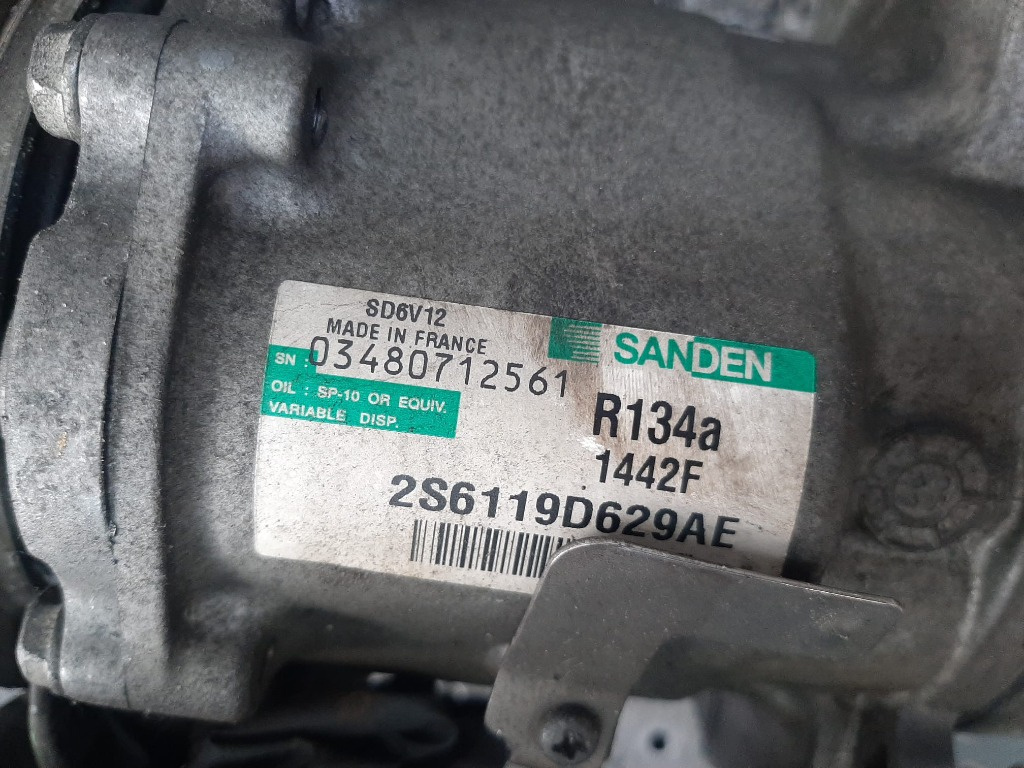 SD6V12
MADE IN FRANCE
SANDEN
SN : 03480712561
OIL : SP-10 OR EQUIV.
VARIABLE DISP.
R134a
1442F
2S6119D629AE